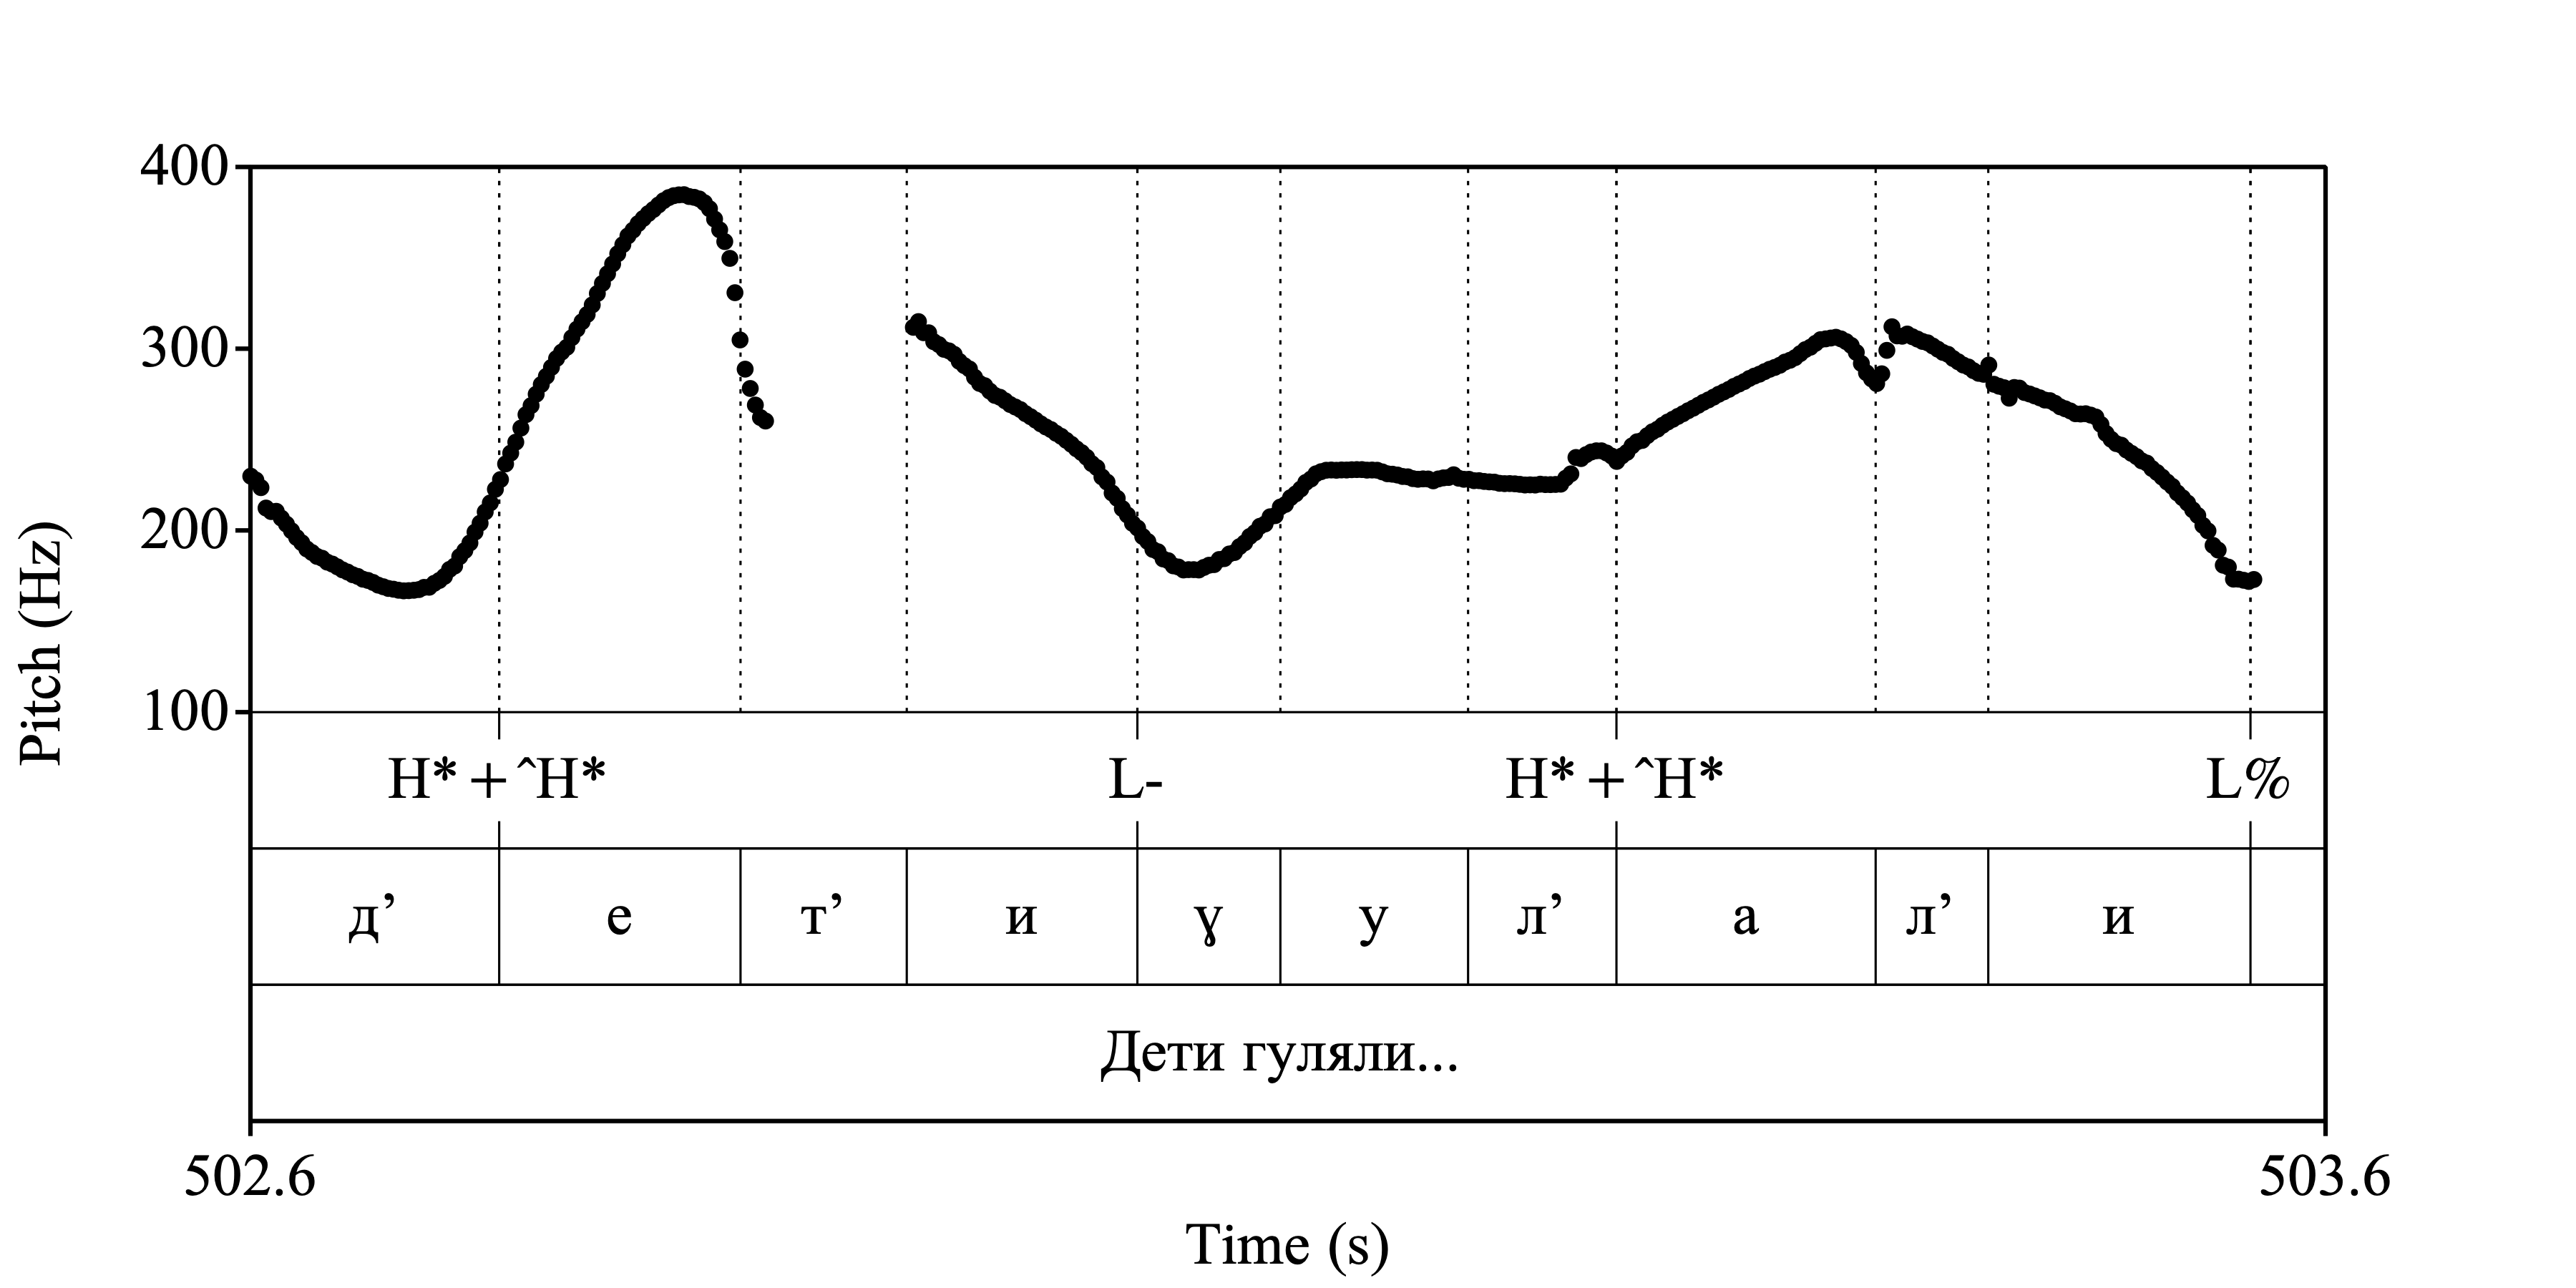 Pitch (Hz)
400
300
200
100
H* + ^H* L- H* + ^H* L%
д’ е т’ и ɣ у л’ а л’ и
Дети гуляли...
502.6 503.6
Time (s)